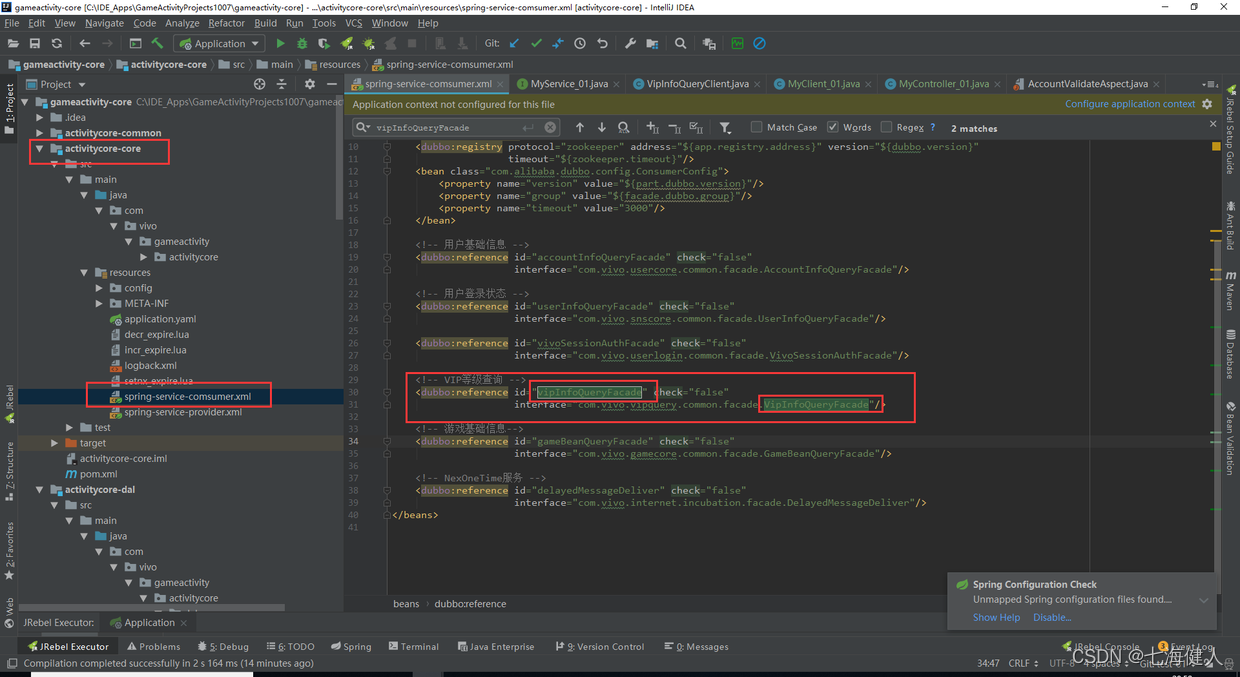 gameactivity-core [C:\IDE_Apps\GameActivityProjects1007\gameactivity-core] - ...\activitycore-core\src\main\resources\spring-service-comsumer.xml [activitycore-core] - IntelliJ IDEA
File Edit View Navigate Code Analyze Refactor Build Run Tools VCS Window Help
Application Git:
gameactivity-core activitycore-core src main resources spring-service-comsumer.xml
Project
spring-service-comsumer.xml MyService_01.java VipInfoQueryClient.java MyClient_01.java MyController_01.java AccountValidateAspect.java
Application context not configured for this file Configure application context
vipInfoQueryFacade Match Case Words Regex ? 2 matches
gameactivity-core C:\IDE_Apps\GameActivityProjects1007\gameac
.idea
activitycore-common
activitycore-core
src
main
java
com
vivo
gameactivity
activitycore
resources
config
META-INF
application.yaml
decr_expire.lua
incr_expire.lua
logback.xml
setnx_expire.lua
spring-service-comsumer.xml
spring-service-provider.xml
test
target
activitycore-core.iml
pom.xml
activitycore-dal
src
main
java
com
vivo
gameactivity
activitycore
10 <dubbo:registry protocol="zookeeper" address="${app.registry.address}" version="${dubbo.version}"
11 timeout="${zookeeper.timeout}"/>
12 <bean class="com.alibaba.dubbo.config.ConsumerConfig">
13 <property name="version" value="${part.dubbo.version}"/>
14 <property name="group" value="${facade.dubbo.group}"/>
15 <property name="timeout" value="3000"/>
16 </bean>
17
18 <!-- 用户基础信息 -->
19 <dubbo:reference id="accountInfoQueryFacade" check="false"
20 interface="com.vivo.usercore.common.facade.AccountInfoQueryFacade"/>
21
22 <!-- 用户登录状态 -->
23 <dubbo:reference id="userInfoQueryFacade" check="false"
24 interface="com.vivo.snscore.common.facade.UserInfoQueryFacade"/>
25
26 <dubbo:reference id="vivoSessionAuthFacade" check="false"
27 interface="com.vivo.userlogin.common.facade.VivoSessionAuthFacade"/>
28
29 <!-- VIP等级查询 -->
30 <dubbo:reference id="vipInfoQueryFacade" check="false"
31 interface="com.vivo.vipquery.common.facade.VipInfoQueryFacade"/>
32
33 <!-- 游戏基础信息-->
34 <dubbo:reference id="gameBeanQueryFacade" check="false"
35 interface="com.vivo.gamecore.common.facade.GameBeanQueryFacade"/>
36
37 <!-- NexOneTime服务 -->
38 <dubbo:reference id="delayedMessageDeliver" check="false"
39 interface="com.vivo.internet.incubation.facade.DelayedMessageDeliver"/>
40 </beans>
41
beans › dubbo:reference
Spring Configuration Check
Unmapped Spring configuration files found....
Show Help Disable...
1: Project
JRebel
Z: Structure
2: Favorites
Web
JRebel Setup Guide
Ant Build
Maven
Database
Bean Validation
JRebel Executor: Application
JRebel Executor Problems 5: Debug 6: TODO Spring Terminal Java Enterprise 9: Version Control 0: Messages JRebel Console 3 Event Log
Compilation completed successfully in 2 s 164 ms (14 minutes ago) 34:47 CRLF UTF-8 4 spaces
CSDN @七海健人